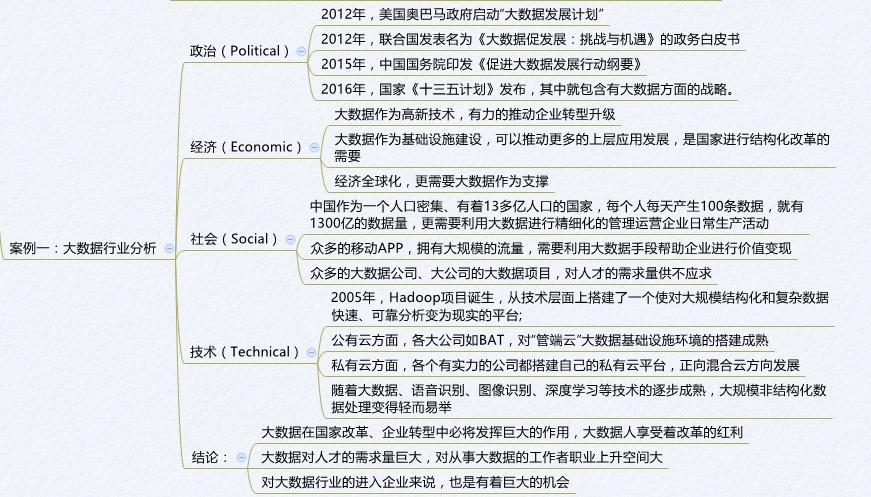 政治（Political）
2012年，美国奥巴马政府启动“大数据发展计划”
2012年，联合国发表名为《大数据促发展：挑战与机遇》的政务白皮书
2015年，中国国务院印发《促进大数据发展行动纲要》
2016年，国家《十三五计划》发布，其中就包含有大数据方面的战略。
经济（Economic）
大数据作为高新技术，有力的推动企业转型升级
大数据作为基础设施建设，可以推动更多的上层应用发展，是国家进行结构化改革的
需要
经济全球化，更需要大数据作为支撑
案例一：大数据行业分析
社会（Social）
中国作为一个人口密集、有着13多亿人口的国家，每个人每天产生100条数据，就有
1300亿的数据量，更需要利用大数据进行精细化的管理运营企业日常生产活动
众多的移动APP，拥有大规模的流量，需要利用大数据手段帮助企业进行价值变现
众多的大数据公司、大公司的大数据项目，对人才的需求量供不应求
技术（Technical）
2005年，Hadoop项目诞生，从技术层面上搭建了一个使对大规模结构化和复杂数据
快速、可靠分析变为现实的平台;
公有云方面，各大公司如BAT，对“管端云”大数据基础设施环境的搭建成熟
私有云方面，各个有实力的公司都搭建自己的私有云平台，正向混合云方向发展
随着大数据、语音识别、图像识别、深度学习等技术的逐步成熟，大规模非结构化数
据处理变得轻而易举
结论：
大数据在国家改革、企业转型中必将发挥巨大的作用，大数据人享受着改革的红利
大数据对人才的需求量巨大，对从事大数据的工作者职业上升空间大
对大数据行业的进入企业来说，也是有着巨大的机会